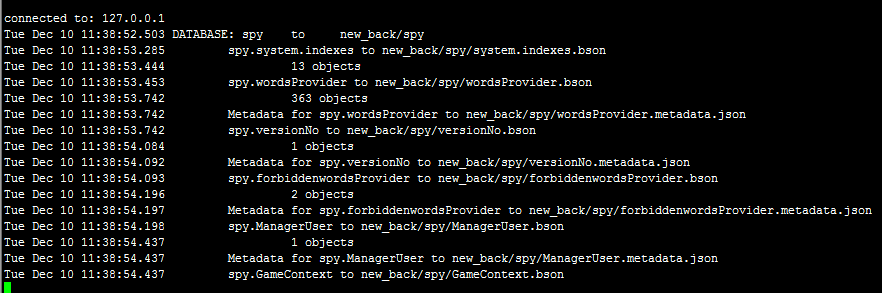 connected to: 127.0.0.1
Tue Dec 10 11:38:52.503 DATABASE: spy    to     new_back/spy
Tue Dec 10 11:38:53.285         spy.system.indexes to new_back/spy/system.indexes.bson
Tue Dec 10 11:38:53.444                 13 objects
Tue Dec 10 11:38:53.453         spy.wordsProvider to new_back/spy/wordsProvider.bson
Tue Dec 10 11:38:53.742                 363 objects
Tue Dec 10 11:38:53.742         Metadata for spy.wordsProvider to new_back/spy/wordsProvider.metadata.json
Tue Dec 10 11:38:53.742         spy.versionNo to new_back/spy/versionNo.bson
Tue Dec 10 11:38:54.084                 1 objects
Tue Dec 10 11:38:54.092         Metadata for spy.versionNo to new_back/spy/versionNo.metadata.json
Tue Dec 10 11:38:54.093         spy.forbiddenwordsProvider to new_back/spy/forbiddenwordsProvider.bson
Tue Dec 10 11:38:54.196                 2 objects
Tue Dec 10 11:38:54.197         Metadata for spy.forbiddenwordsProvider to new_back/spy/forbiddenwordsProvider.metadata.json
Tue Dec 10 11:38:54.198         spy.ManagerUser to new_back/spy/ManagerUser.bson
Tue Dec 10 11:38:54.437                 1 objects
Tue Dec 10 11:38:54.437         Metadata for spy.ManagerUser to new_back/spy/ManagerUser.metadata.json
Tue Dec 10 11:38:54.437         spy.GameContext to new_back/spy/GameContext.bson